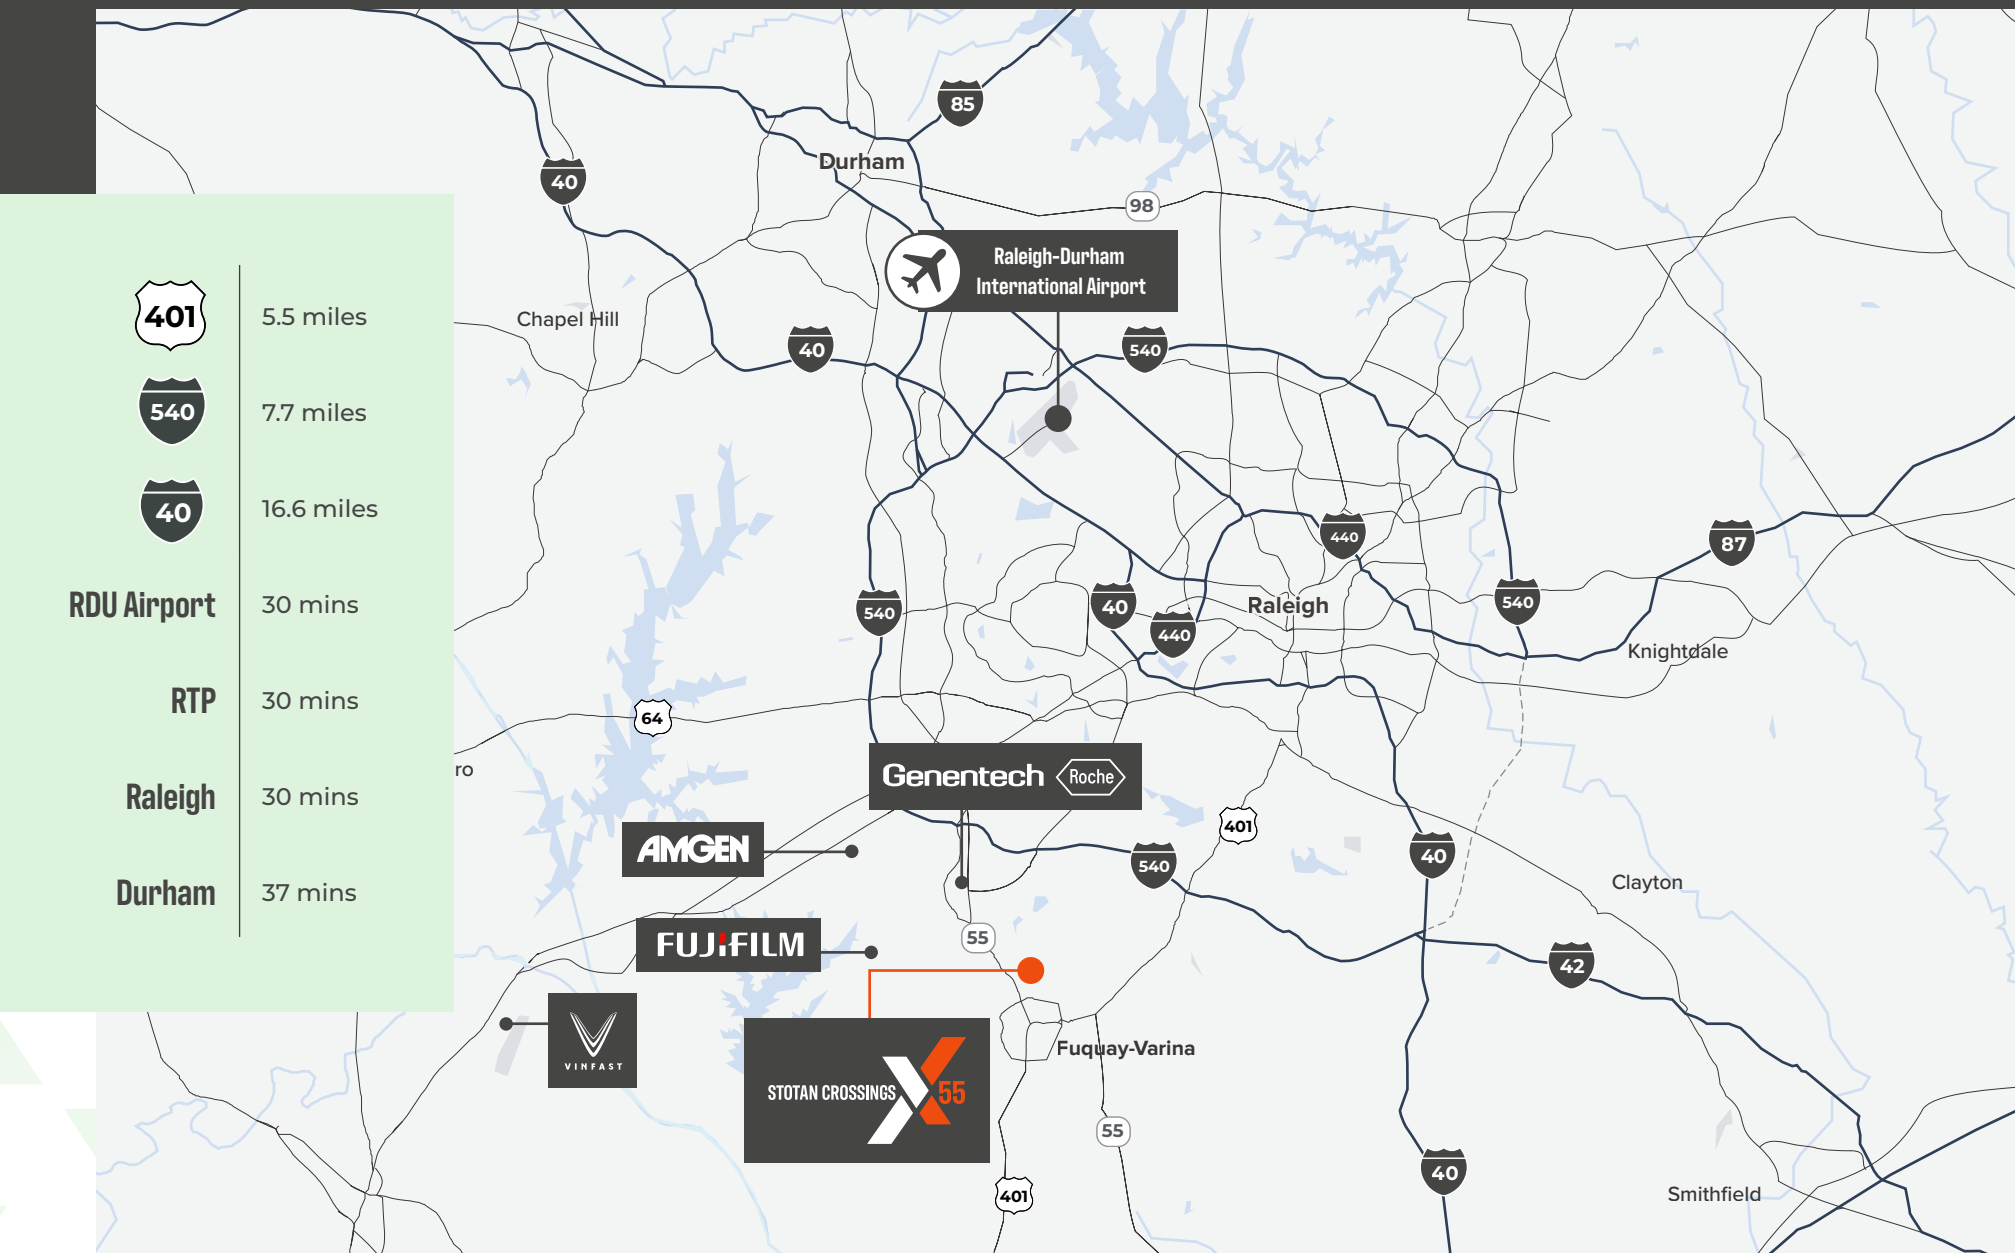 401 5.5 miles
540 7.7 miles
40 16.6 miles
RDU Airport 30 mins
RTP 30 mins
Raleigh 30 mins
Durham 37 mins
85
40
Durham
98
Raleigh-Durham
International Airport
Chapel Hill
40
540
440
87
540
40
540
Raleigh
440
Knightdale
64
ro
Genentech Roche
401
AMGEN
40
540
Clayton
FUJIFILM
55
42
VINFAST
Fuquay-Varina
STOTAN CROSSINGS 55
55
40
401
Smithfield